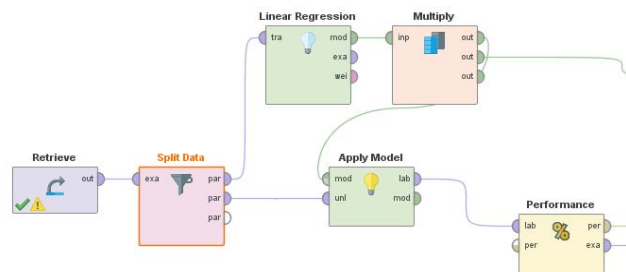 Linear Regression
Multiply
tra
mod
exa
wei
inp
out
out
out
Retrieve
out
Split Data
exa
par
par
par
Apply Model
mod
unl
lab
mod
Performance
lab
per
per
exa
%